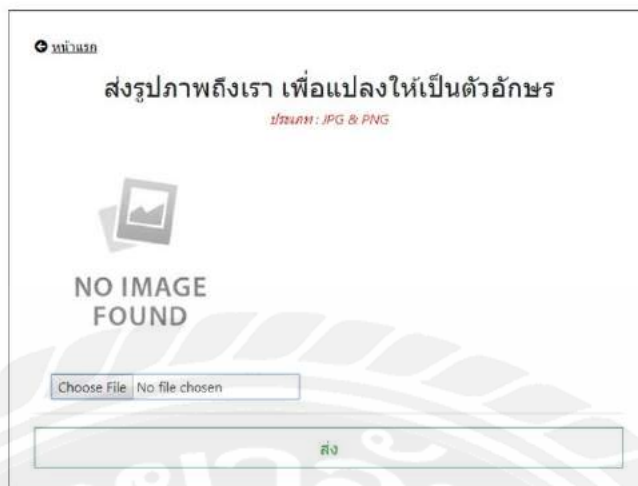 หน้าแรก
ส่งรูปภาพถึงเรา เพื่อแปลงให้เป็นตัวอักษร
ประเภท : JPG & PNG
NO IMAGE
FOUND
Choose File No file chosen
ส่ง